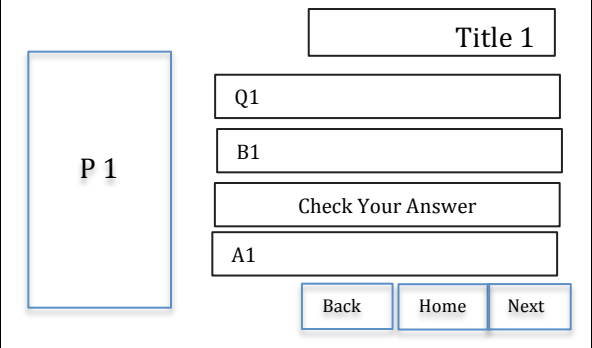 Title 1
P 1
Q1
B1
Check Your Answer
A1
Back
Home
Next